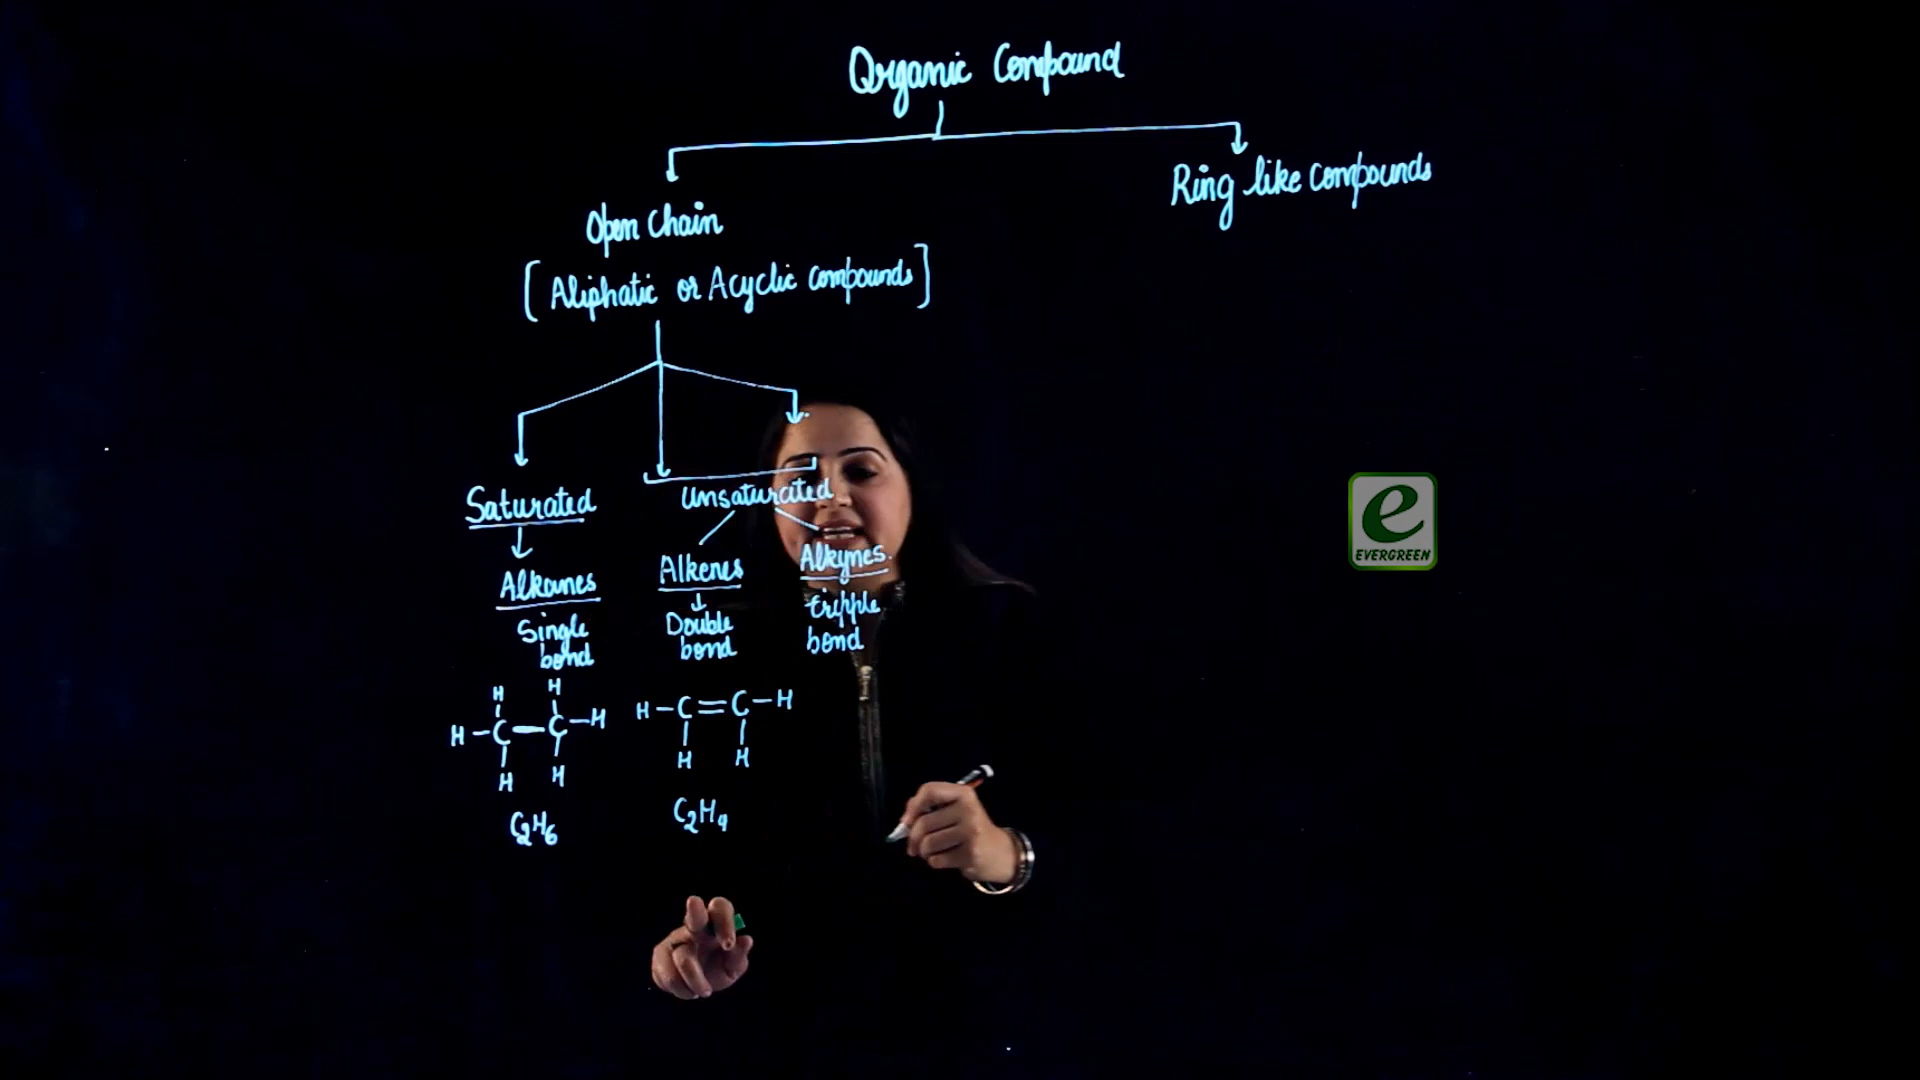 Organic Compound
Open Chain
Ring like compounds
[Aliphatic or Acyclic compounds]
Saturated
Unsaturated
Alkanes
Alkenes
Alkynes.
Single
bond
Double
bond
tripple
bond
H H
H-C-C-H
H H
H-C=C-H
H H
C2H6
C2H4
e
EVERGREEN